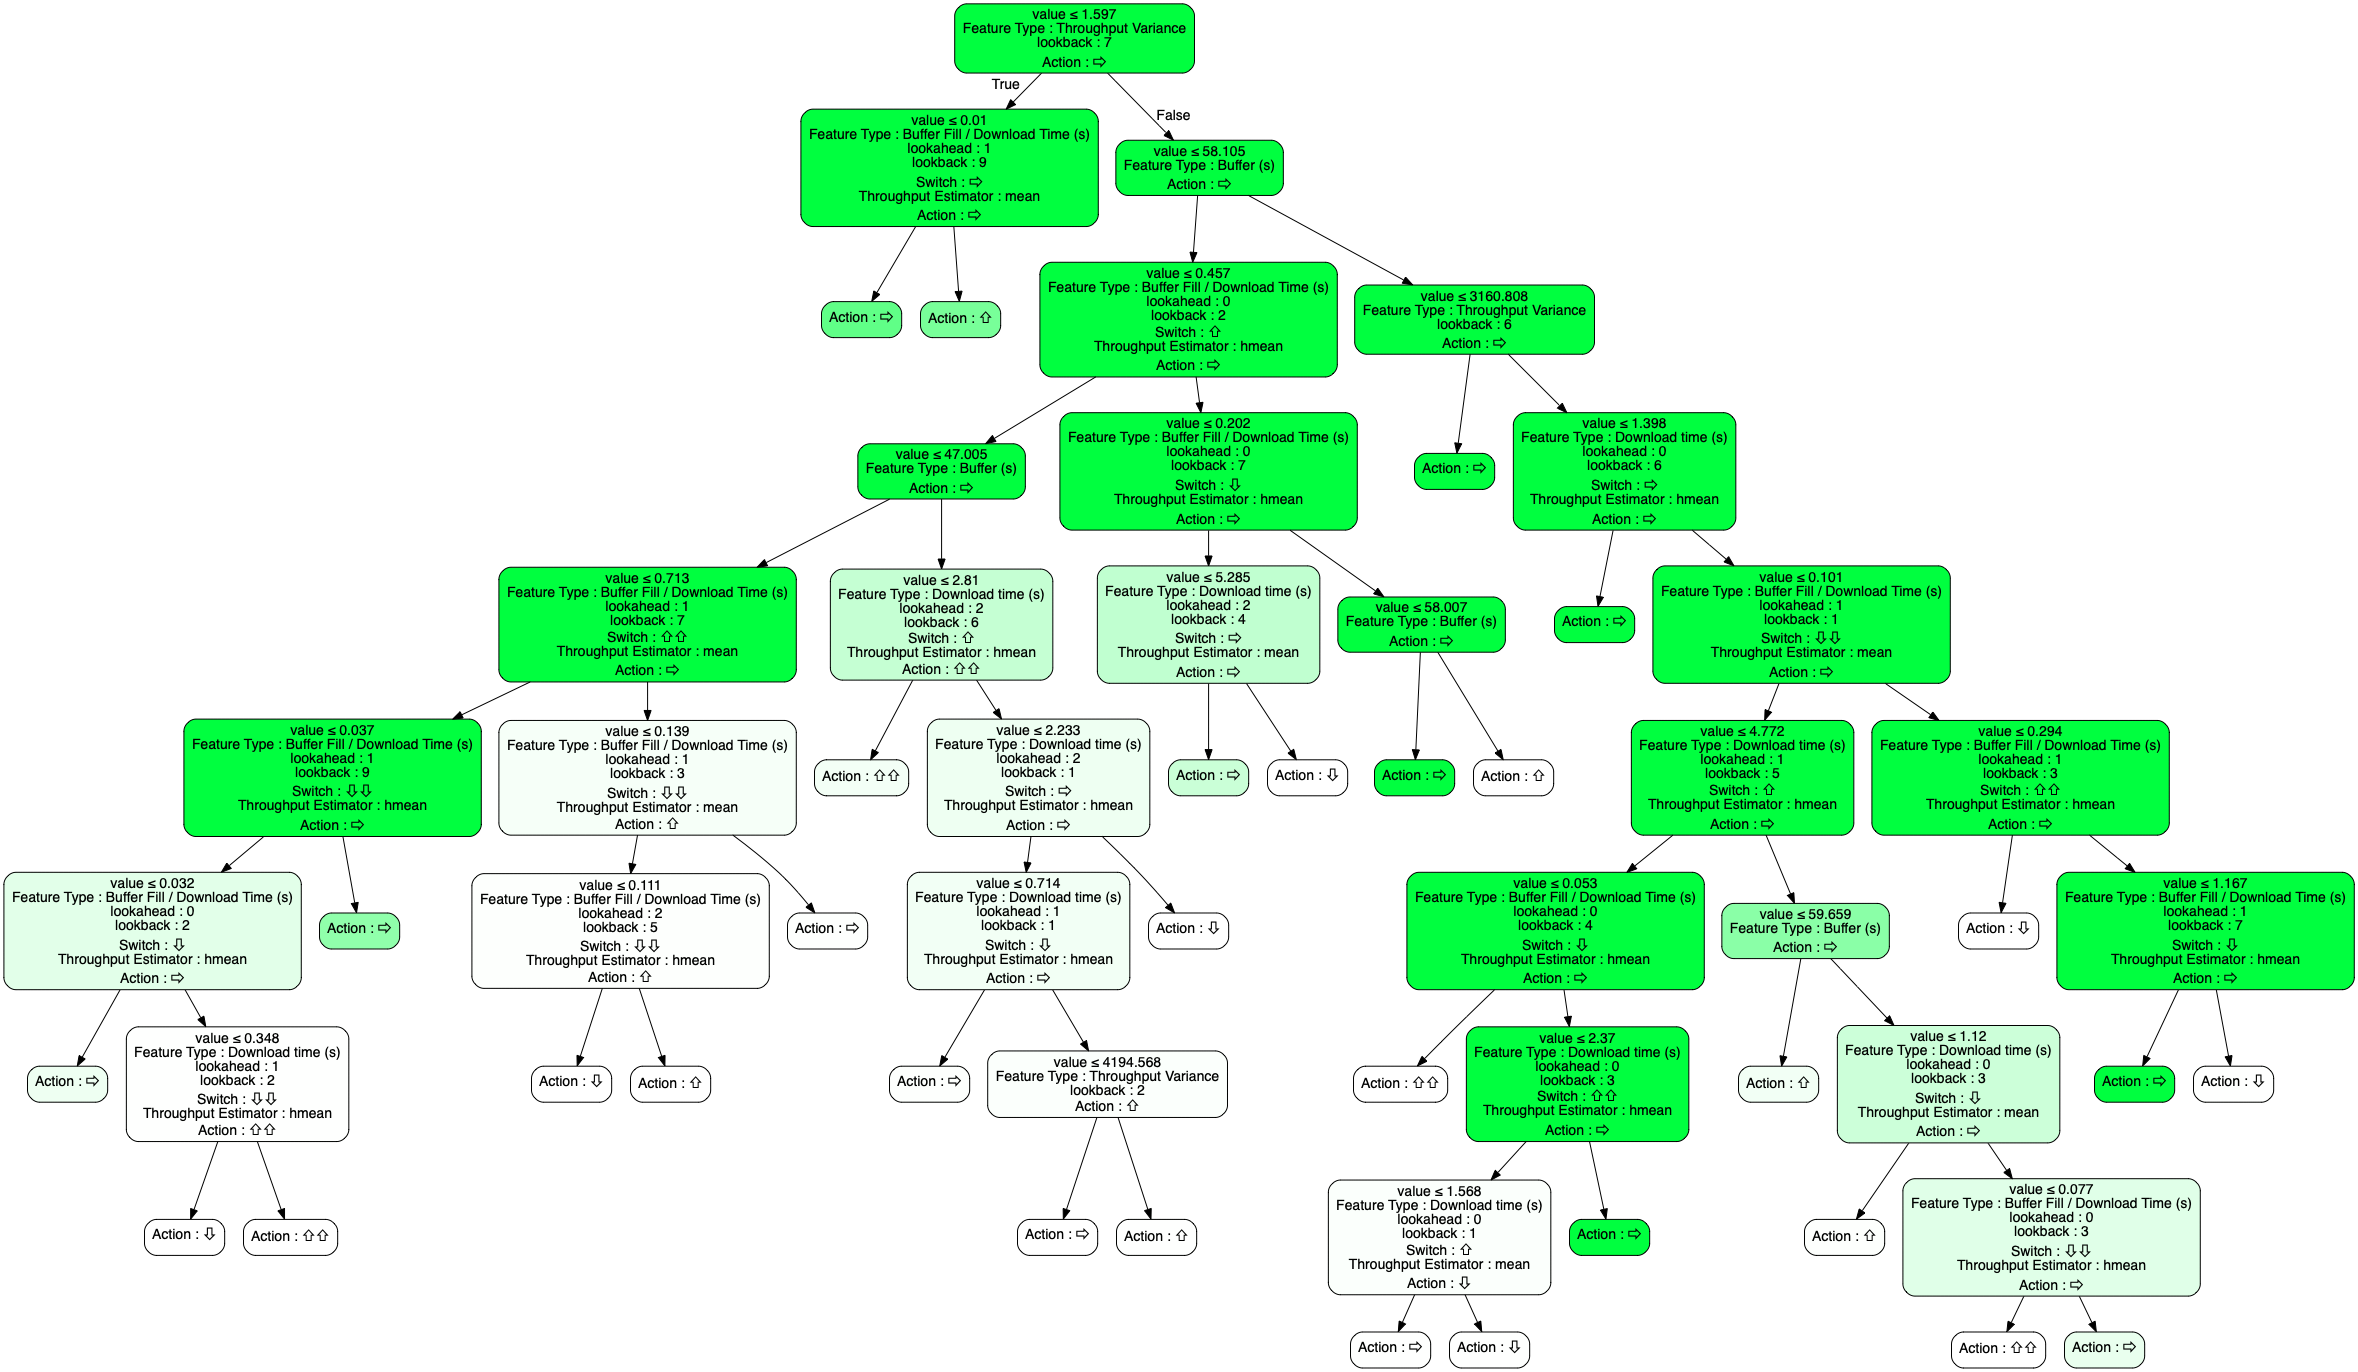 value ≤ 1.597
Feature Type : Throughput Variance
lookback : 7
Action : ⇨
True
False
value ≤ 0.01
Feature Type : Buffer Fill / Download Time (s)
lookahead : 1
lookback : 9
Switch : ⇨
Throughput Estimator : mean
Action : ⇨
value ≤ 58.105
Feature Type : Buffer (s)
Action : ⇨
Action : ⇨
Action : ⇧
value ≤ 0.457
Feature Type : Buffer Fill / Download Time (s)
lookahead : 0
lookback : 2
Switch : ⇧
Throughput Estimator : hmean
Action : ⇨
value ≤ 3160.808
Feature Type : Throughput Variance
lookback : 6
Action : ⇨
value ≤ 47.005
Feature Type : Buffer (s)
Action : ⇨
value ≤ 0.202
Feature Type : Buffer Fill / Download Time (s)
lookahead : 0
lookback : 7
Switch : ⇩
Throughput Estimator : hmean
Action : ⇨
Action : ⇨
value ≤ 1.398
Feature Type : Download time (s)
lookahead : 0
lookback : 6
Switch : ⇨
Throughput Estimator : hmean
Action : ⇨
value ≤ 0.713
Feature Type : Buffer Fill / Download Time (s)
lookahead : 1
lookback : 7
Switch : ⇧⇧
Throughput Estimator : mean
Action : ⇨
value ≤ 2.81
Feature Type : Download time (s)
lookahead : 2
lookback : 6
Switch : ⇧
Throughput Estimator : hmean
Action : ⇧⇧
value ≤ 5.285
Feature Type : Download time (s)
lookahead : 2
lookback : 4
Switch : ⇨
Throughput Estimator : mean
Action : ⇨
value ≤ 58.007
Feature Type : Buffer (s)
Action : ⇨
Action : ⇨
value ≤ 0.101
Feature Type : Buffer Fill / Download Time (s)
lookahead : 1
lookback : 1
Switch : ⇩⇩
Throughput Estimator : mean
Action : ⇨
value ≤ 0.037
Feature Type : Buffer Fill / Download Time (s)
lookahead : 1
lookback : 9
Switch : ⇩⇩
Throughput Estimator : hmean
Action : ⇨
value ≤ 0.139
Feature Type : Buffer Fill / Download Time (s)
lookahead : 1
lookback : 3
Switch : ⇩⇩
Throughput Estimator : mean
Action : ⇧
Action : ⇧⇧
value ≤ 2.233
Feature Type : Download time (s)
lookahead : 2
lookback : 1
Switch : ⇨
Throughput Estimator : hmean
Action : ⇨
Action : ⇨
Action : ⇩
Action : ⇨
Action : ⇧
value ≤ 4.772
Feature Type : Download time (s)
lookahead : 1
lookback : 5
Switch : ⇧
Throughput Estimator : hmean
Action : ⇨
value ≤ 0.294
Feature Type : Buffer Fill / Download Time (s)
lookahead : 1
lookback : 3
Switch : ⇧⇧
Throughput Estimator : hmean
Action : ⇨
value ≤ 0.032
Feature Type : Buffer Fill / Download Time (s)
lookahead : 0
lookback : 2
Switch : ⇩
Throughput Estimator : hmean
Action : ⇨
Action : ⇨
value ≤ 0.111
Feature Type : Buffer Fill / Download Time (s)
lookahead : 2
lookback : 5
Switch : ⇩⇩
Throughput Estimator : hmean
Action : ⇧
Action : ⇨
value ≤ 0.714
Feature Type : Download time (s)
lookahead : 1
lookback : 1
Switch : ⇩
Throughput Estimator : hmean
Action : ⇨
Action : ⇩
value ≤ 0.053
Feature Type : Buffer Fill / Download Time (s)
lookahead : 0
lookback : 4
Switch : ⇩
Throughput Estimator : hmean
Action : ⇨
value ≤ 59.659
Feature Type : Buffer (s)
Action : ⇨
Action : ⇩
value ≤ 1.167
Feature Type : Buffer Fill / Download Time (s)
lookahead : 1
lookback : 7
Switch : ⇩
Throughput Estimator : hmean
Action : ⇨
Action : ⇨
value ≤ 0.348
Feature Type : Download time (s)
lookahead : 1
lookback : 2
Switch : ⇩⇩
Throughput Estimator : hmean
Action : ⇧⇧
Action : ⇩
Action : ⇧
Action : ⇨
value ≤ 4194.568
Feature Type : Throughput Variance
lookback : 2
Action : ⇧
Action : ⇧⇧
value ≤ 2.37
Feature Type : Download time (s)
lookahead : 0
lookback : 3
Switch : ⇧⇧
Throughput Estimator : hmean
Action : ⇨
Action : ⇧
value ≤ 1.12
Feature Type : Download time (s)
lookahead : 0
lookback : 3
Switch : ⇩
Throughput Estimator : mean
Action : ⇨
Action : ⇨
Action : ⇩
Action : ⇩
Action : ⇧⇧
Action : ⇨
Action : ⇧
value ≤ 1.568
Feature Type : Download time (s)
lookahead : 0
lookback : 1
Switch : ⇧
Throughput Estimator : mean
Action : ⇩
Action : ⇨
Action : ⇧
value ≤ 0.077
Feature Type : Buffer Fill / Download Time (s)
lookahead : 0
lookback : 3
Switch : ⇩⇩
Throughput Estimator : hmean
Action : ⇨
Action : ⇨
Action : ⇩
Action : ⇧⇧
Action : ⇨